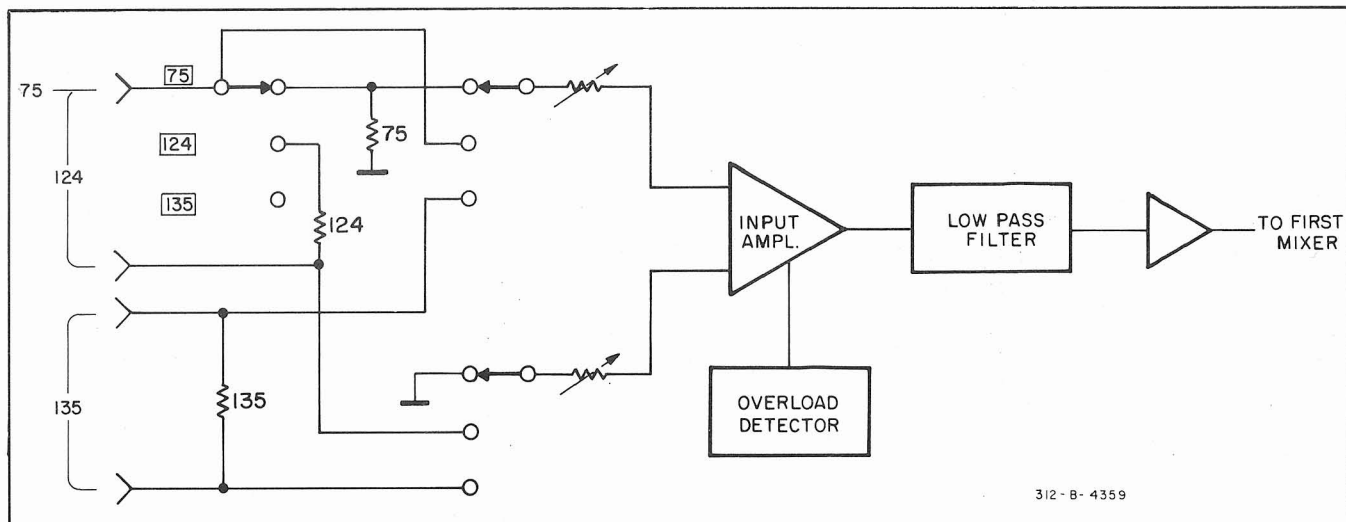 75
75
124
124
135
75
124
135
135
INPUT
AMPL.
LOW PASS
FILTER
TO FIRST
MIXER
OVERLOAD
DETECTOR
312-B-4359